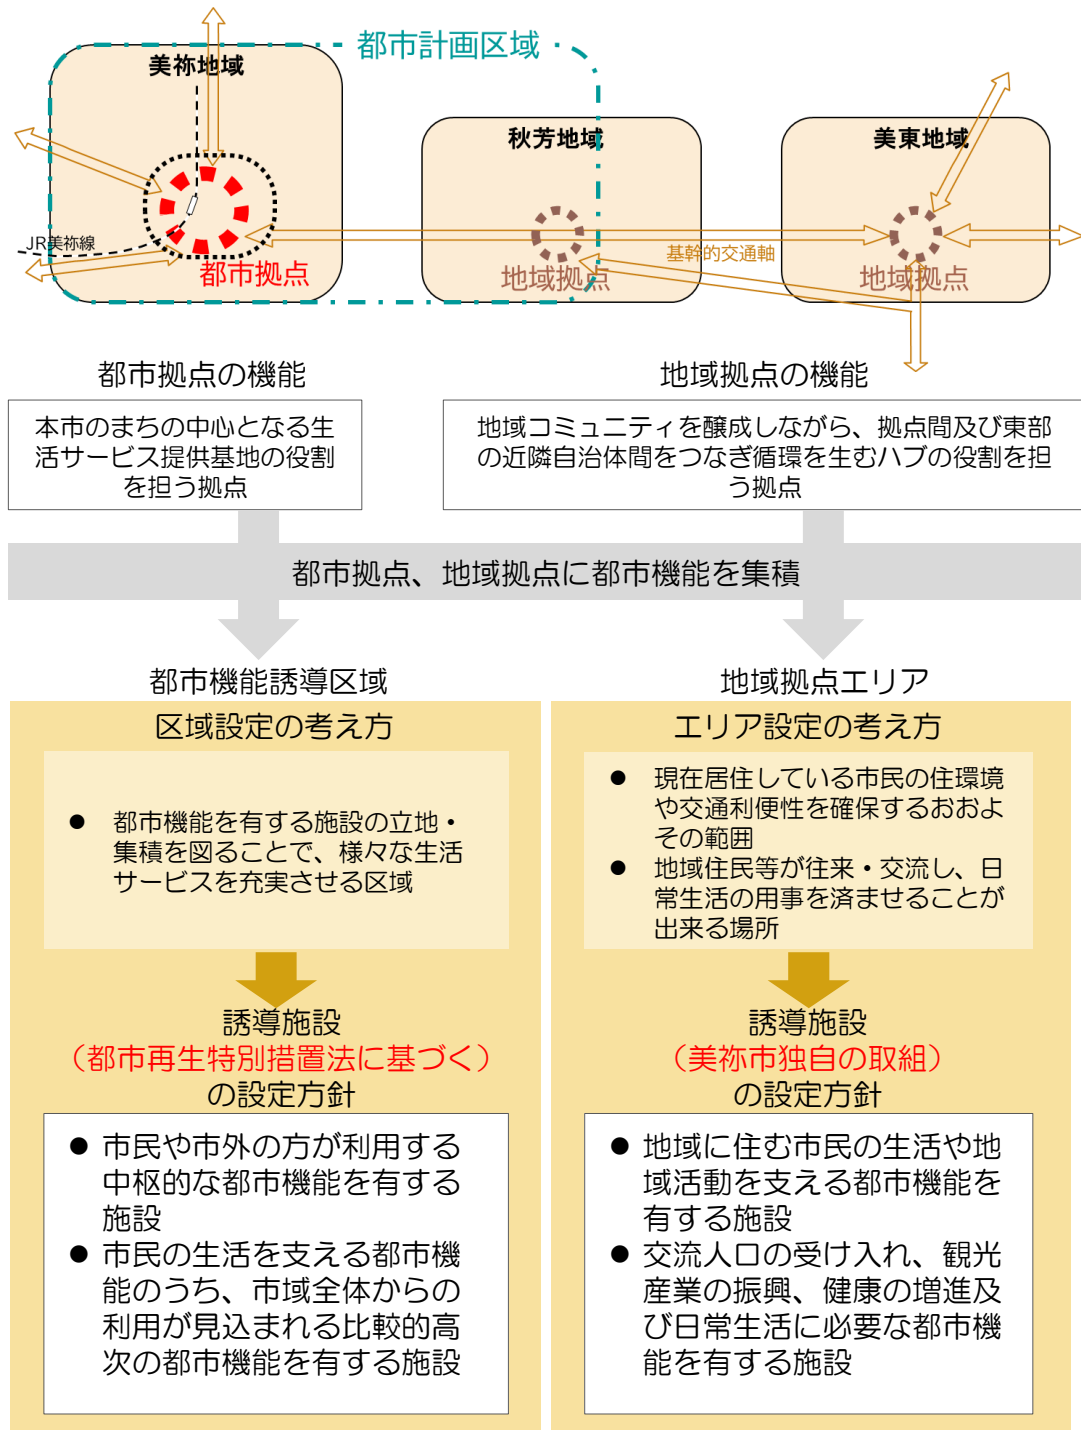 都市計画区域
美祢地域
秋芳地域
美東地域
JR美祢線
都市拠点
地域拠点
基幹的交通軸
地域拠点
都市拠点の機能
本市のまちの中心となる生
活サービス提供基地の役割
を担う拠点
地域拠点の機能
地域コミュニティを醸成しながら、拠点間及び東部
の近隣自治体間をつなぎ循環を生むハブの役割を担
う拠点
都市拠点、地域拠点に都市機能を集積
都市機能誘導区域
区域設定の考え方
● 都市機能を有する施設の立地・
集積を図ることで、様々な生活
サービスを充実させる区域
誘導施設
（都市再生特別措置法に基づく）
の設定方針
● 市民や市外の方が利用する
中枢的な都市機能を有する
施設
● 市民の生活を支える都市機
能のうち、市域全体からの
利用が見込まれる比較的高
次の都市機能を有する施設
地域拠点エリア
エリア設定の考え方
● 現在居住している市民の住環境
や交通利便性を確保するおおよ
その範囲
● 地域住民等が往来・交流し、日
常生活の用事を済ませることが
出来る場所
誘導施設
（美祢市独自の取組）
の設定方針
● 地域に住む市民の生活や地
域活動を支える都市機能を
有する施設
● 交流人口の受け入れ、観光
産業の振興、健康の増進及
び日常生活に必要な都市機
能を有する施設